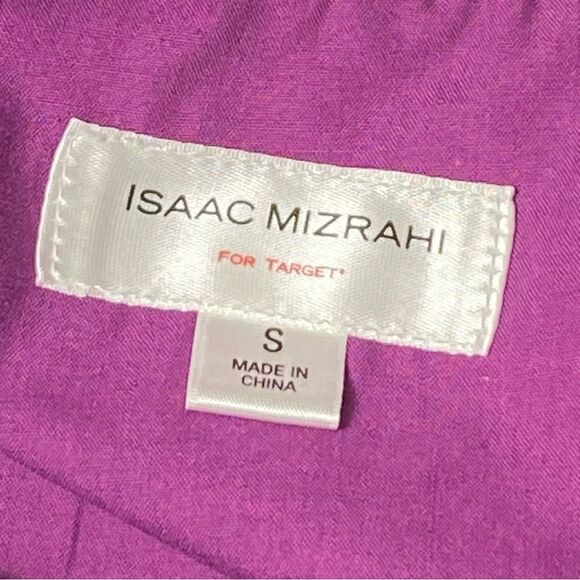 ISAAC MIZRAHI
FOR TARGET®
S
MADE IN
CHINA